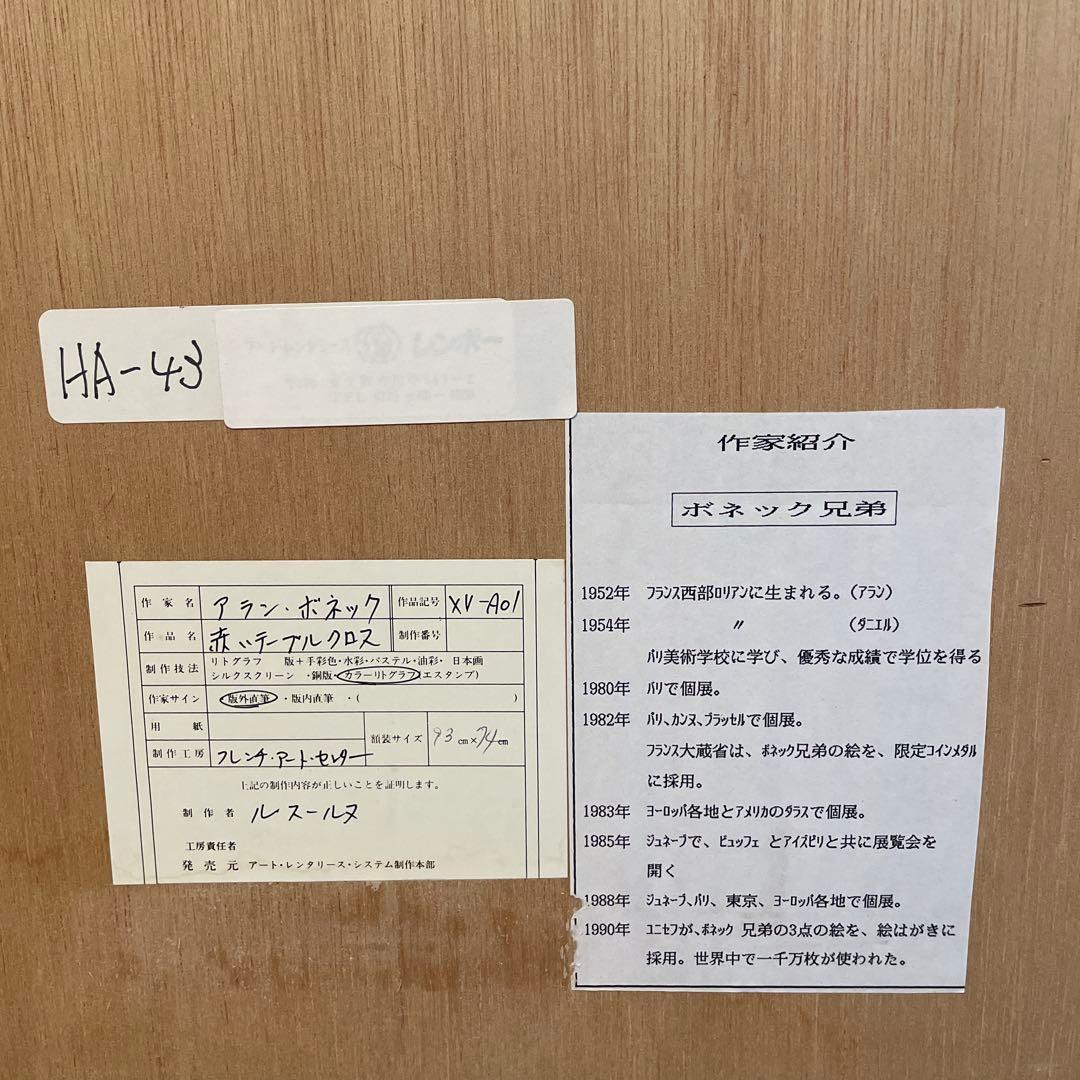 HA-43
レンボー
作家紹介
ボネック兄弟
1952年 フランス西部ロリアンに生まれる。(アラン)
1954年 〃 (ダニエル)
パリ美術学校に学び、優秀な成績で学位を得る
1980年 パリで個展。
1982年 パリ、カンヌ、ブラッセルで個展。
フランス大蔵省は、ボネック兄弟の絵を、限定コインメタル
に採用。
1983年 ヨーロッパ各地とアメリカのダラスで個展。
1985年 ジュネーブで、ビュッフェ とアイズピリと共に展覧会を
開く
1988年 ジュネーブ、パリ、東京、ヨーロッパ各地で個展。
1990年 ユニセフが、ボネック 兄弟の3点の絵を、絵はがきに
採用。世界中で一千万枚が使われた。
作家名 アラン・ボネック 作品記号 XV-A01
作品名 赤いテーブルクロス 制作番号
制作技法 リトグラフ 版+手彩色・水彩・パステル・油彩・日本画
シルクスクリーン ・銅版・カラーリトグラフ(エスタンプ)
作家サイン 版外直筆・版内直筆・( )
用紙
額装サイズ 93cm×74cm
制作工房 フレンチ・アート・センター
上記の制作内容が正しいことを証明します。
制作者 ルスールヌ
工房責任者
発売元 アート・レンタリース・システム制作本部